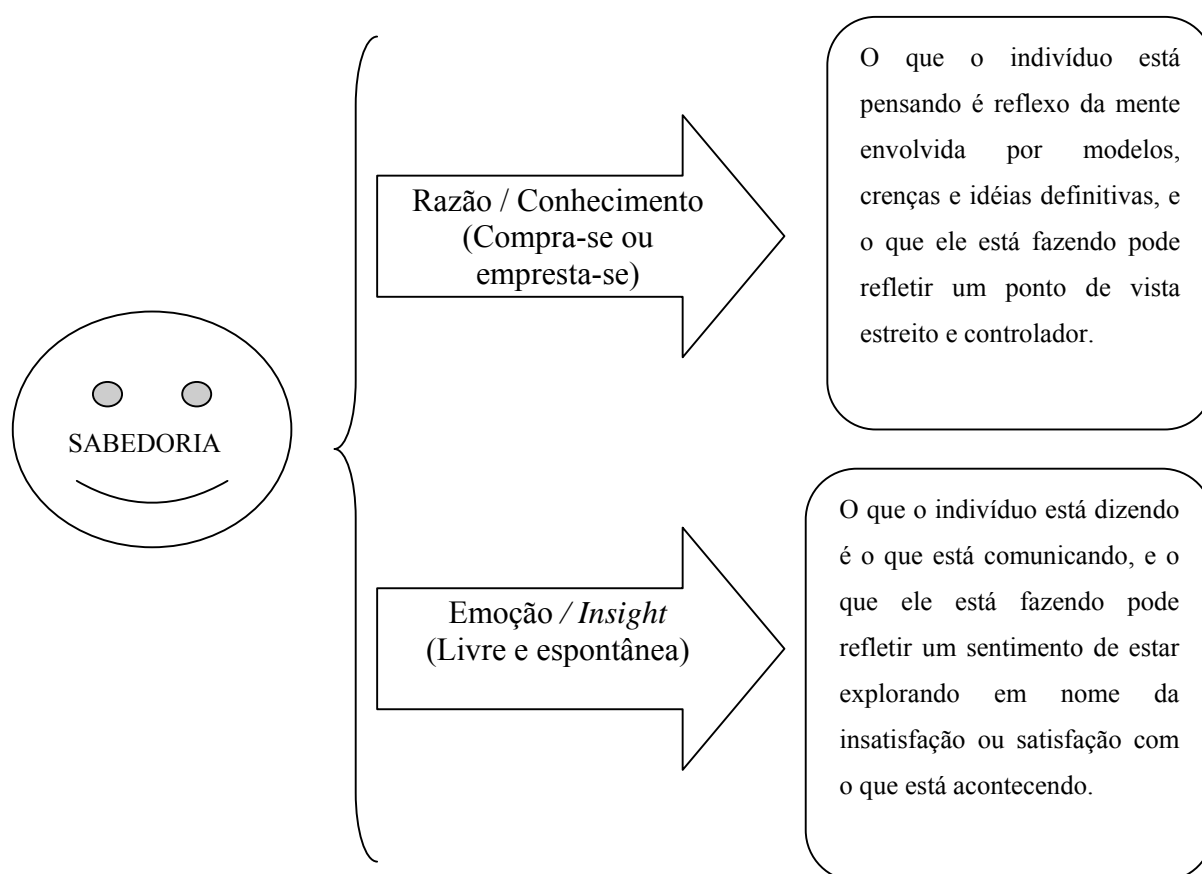 SABEDORIA
Razão / Conhecimento
(Compra-se ou
empresta-se)
O que o indivíduo está
pensando é reflexo da mente
envolvida por modelos,
crenças e idéias definitivas, e
o que ele está fazendo pode
refletir um ponto de vista
estreito e controlador.
Emoção / Insight
(Livre e espontânea)
O que o indivíduo está dizendo
é o que está comunicando, e o
que ele está fazendo pode
refletir um sentimento de estar
explorando em nome da
insatisfação ou satisfação com
o que está acontecendo.